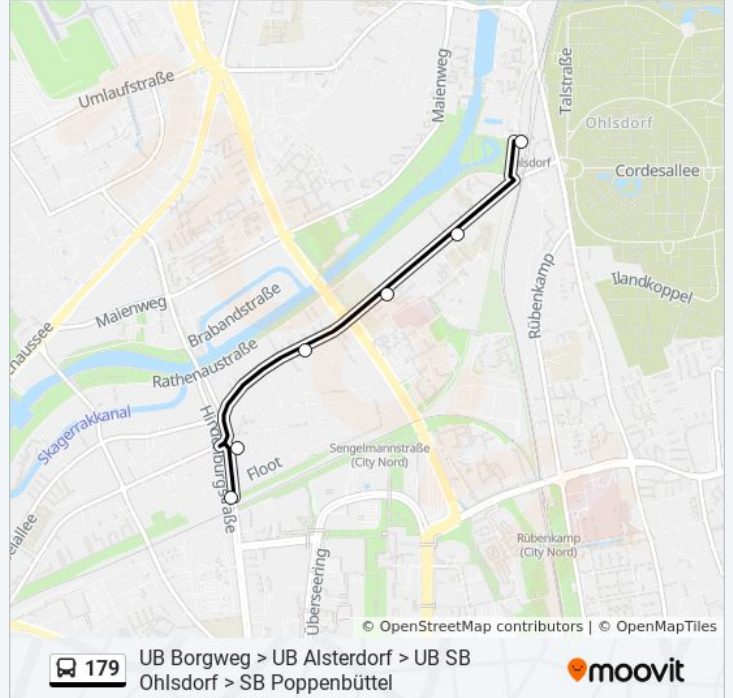 Umlaufstraße
Maienweg
Talstraße
Ohlsdorf
lsdorf
Cordesallee
Ilandkoppel
Rübenkamp
Brabandstraße
Maienweg
Rathenaustraße
Skagerrakkanal
Floot
Sengelmannstraße
(City Nord)
Rübenkamp
(City Nord)
Überseering
© OpenStreetMap contributors | © OpenMapTiles
179
UB Borgweg > UB Alsterdorf > UB SB
Ohlsdorf > SB Poppenbüttel
moovit